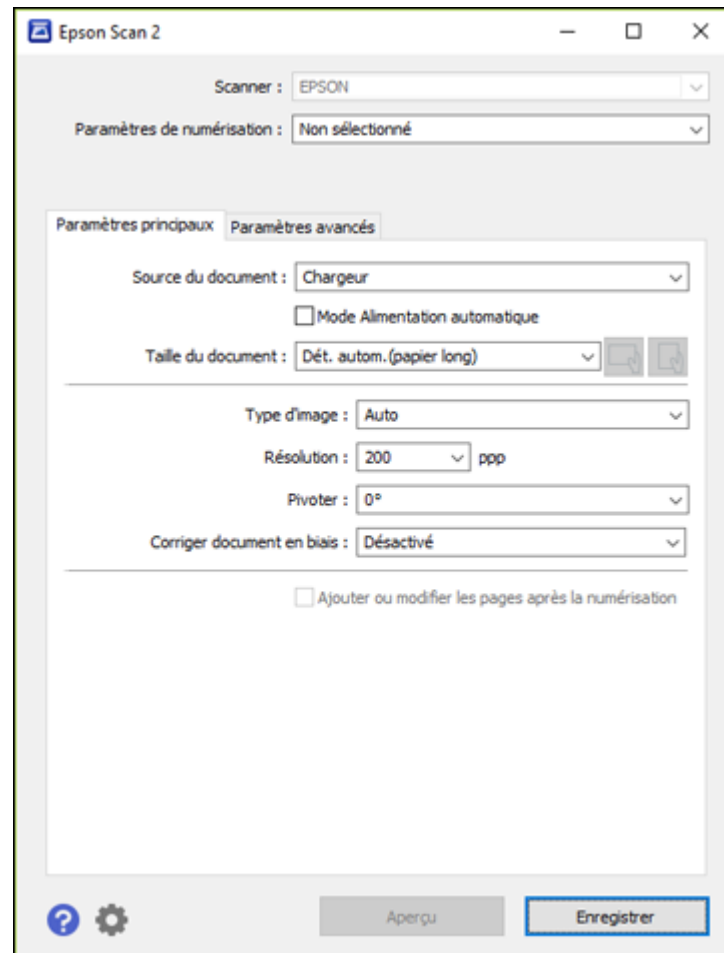 Epson Scan 2
Scanner : EPSON
Paramètres de numérisation : Non sélectionné
Paramètres principaux Paramètres avancés
Source du document : Chargeur
Mode Alimentation automatique
Taille du document : Dét. autom.(papier long)
Type d'image : Auto
Résolution : 200 ppp
Pivoter : 0°
Corriger document en biais : Désactivé
Ajouter ou modifier les pages après la numérisation
? Aperçu Enregistrer